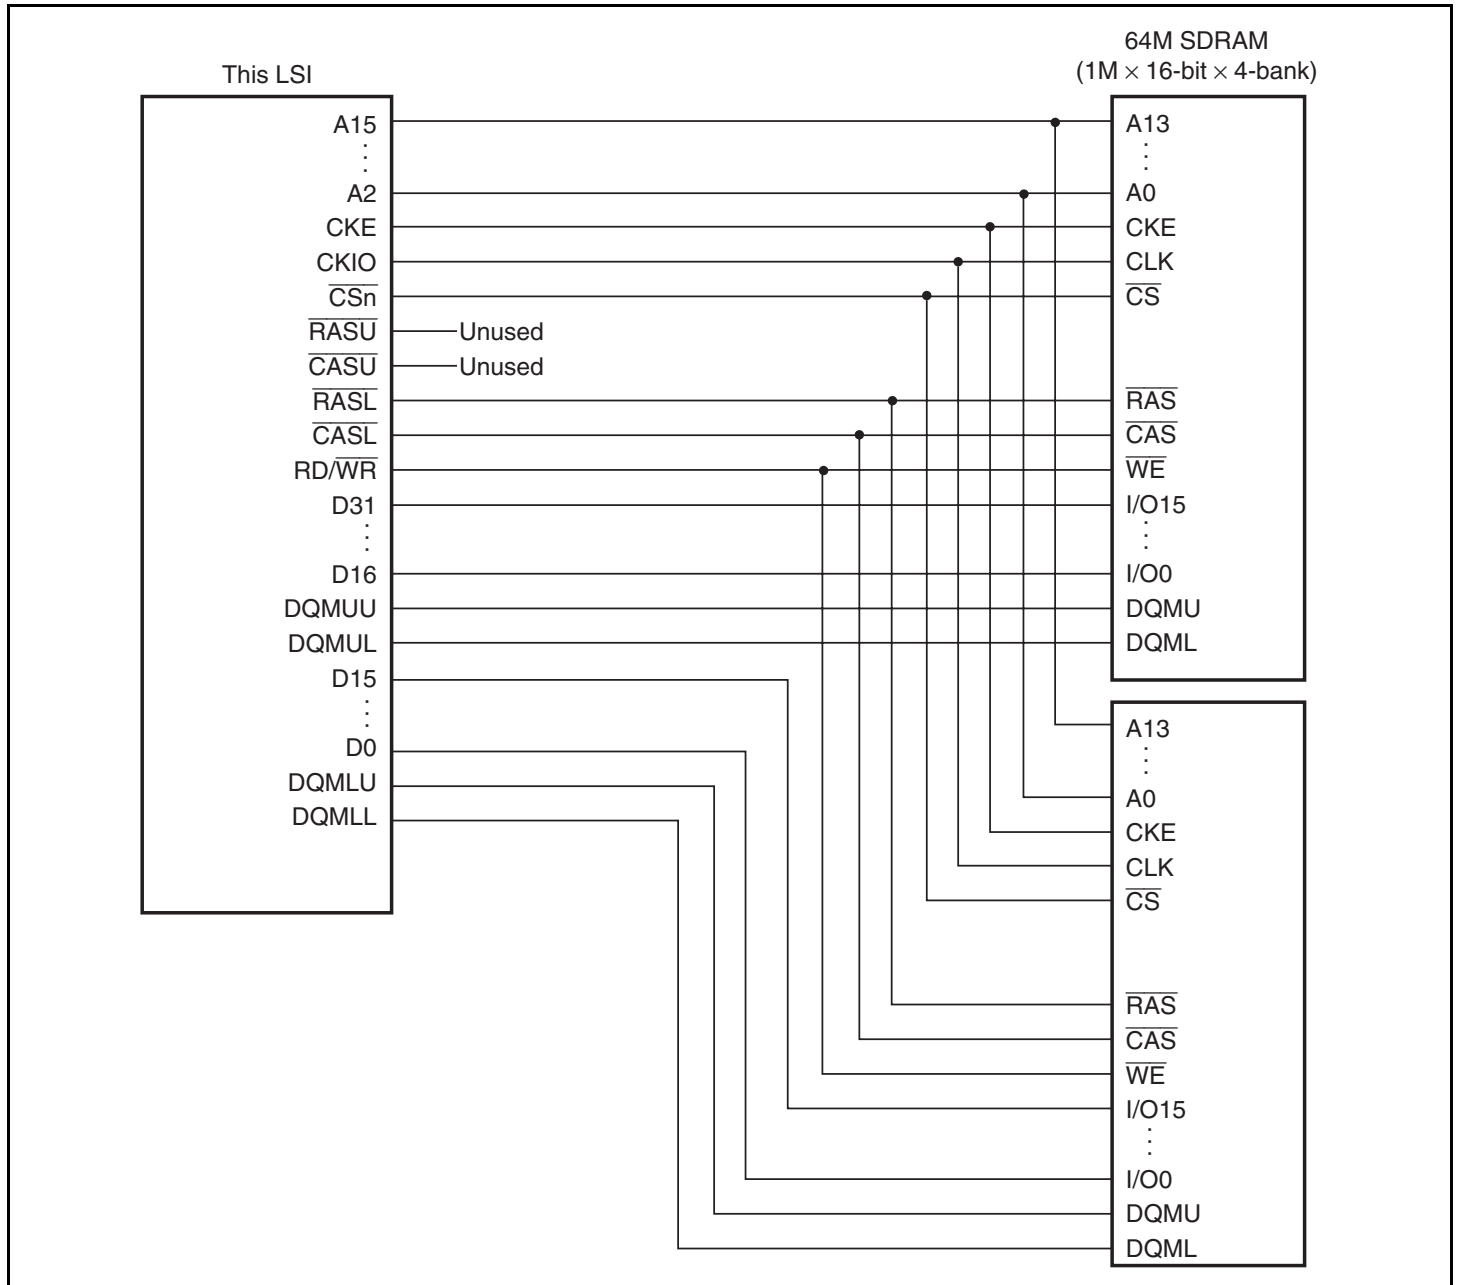 64M SDRAM
(1M × 16-bit × 4-bank)
This LSI
A15
A2
CKE
CKIO
CSn
RASU
CASU
RASL
CASL
RD/WR
D31
D16
DQMUU
DQMUL
D15
D0
DQMLU
DQMLL
Unused
Unused
A13
A0
CKE
CLK
CS
RAS
CAS
WE
I/O15
I/O0
DQMU
DQML
A13
A0
CKE
CLK
CS
RAS
CAS
WE
I/O15
I/O0
DQMU
DQML